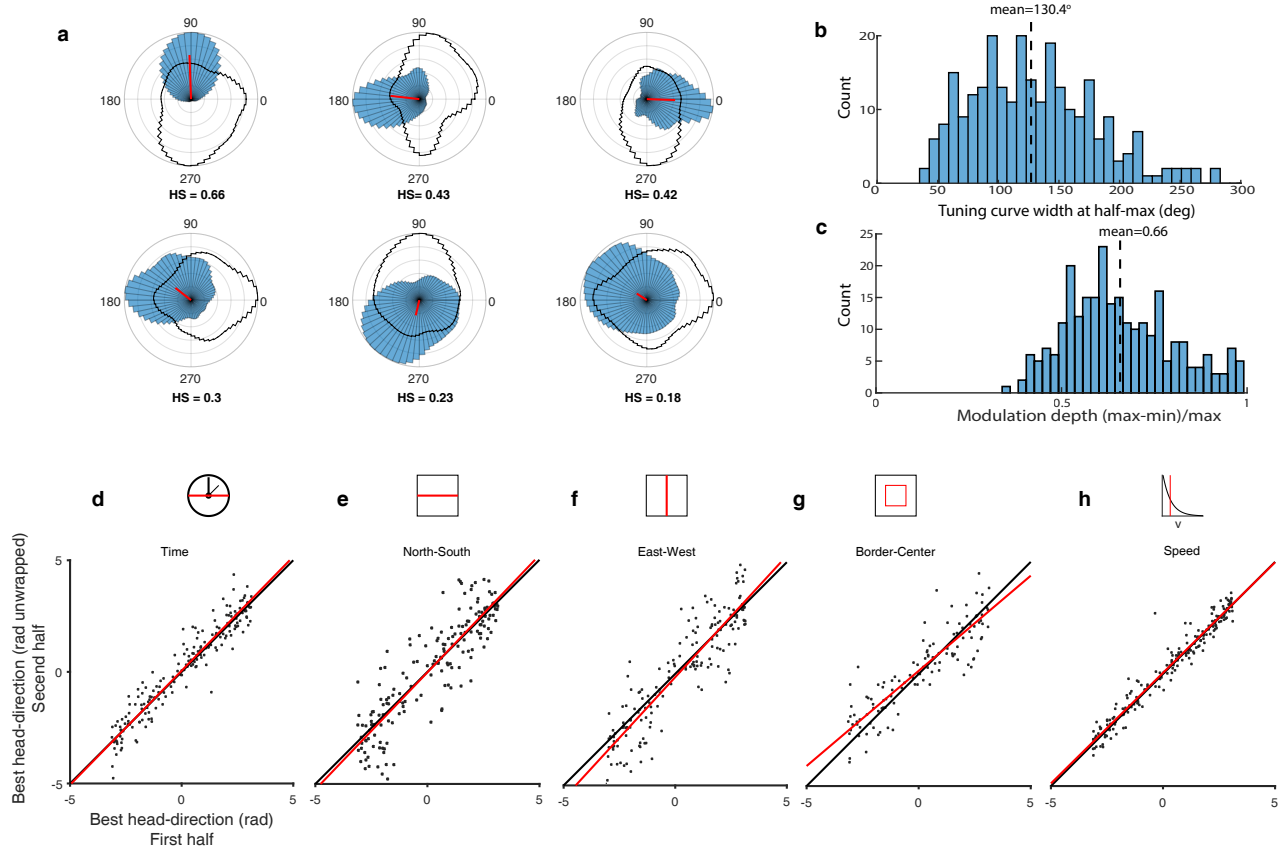 a
90
180
0
270
HS = 0.66
90
180
0
270
HS= 0.43
90
180
0
270
HS = 0.42
90
180
0
270
HS = 0.3
90
180
0
270
HS = 0.23
90
180
0
270
HS = 0.18
b
mean=130.4º
20
10
0
Count
0
50
100
150
200
250
300
Tuning curve width at half-max (deg)
c
mean=0.66
25
20
15
10
5
0
Count
0
0.5
1
Modulation depth (max-min)/max
d
Time
5
0
-5
Best head-direction (rad unwrapped)
Second half
-5
0
5
Best head-direction (rad)
First half
e
North-South
-5
0
5
f
East-West
-5
0
5
g
Border-Center
-5
0
5
h
v
Speed
-5
0
5